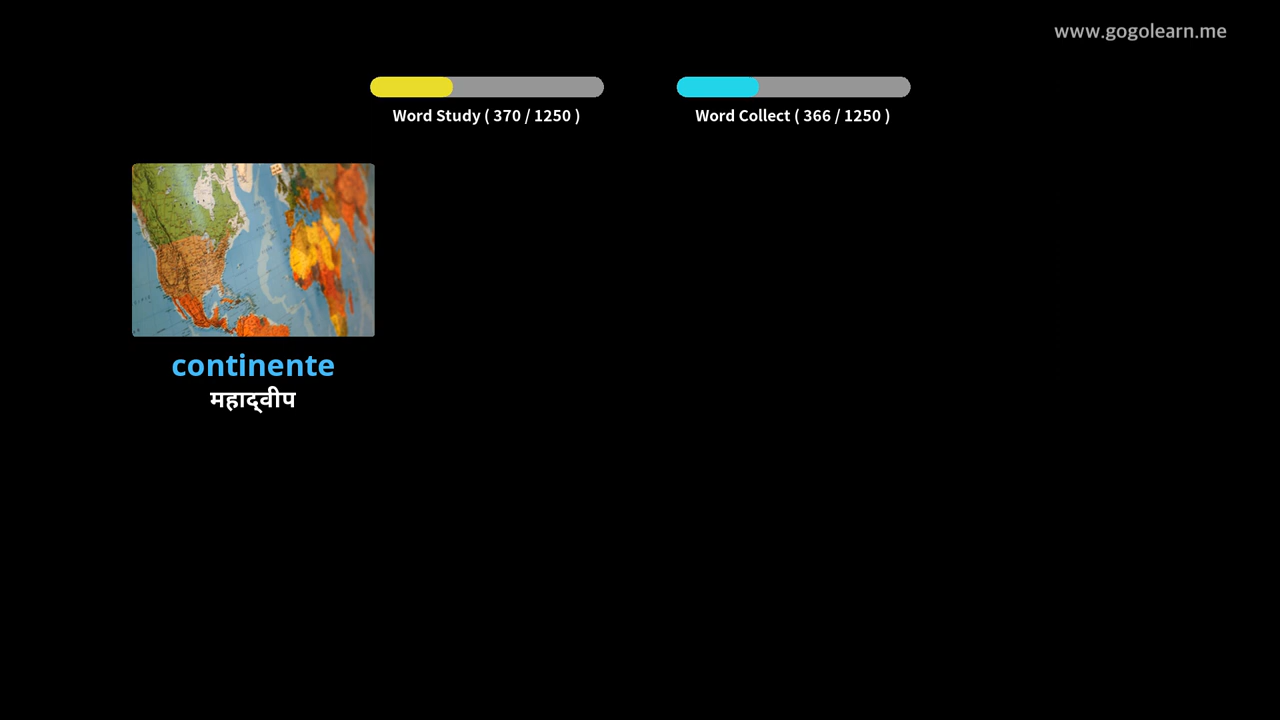 www.gogolearn.me
Word Study ( 370 / 1250 )
Word Collect ( 366 / 1250 )
continente
महाद्वीप